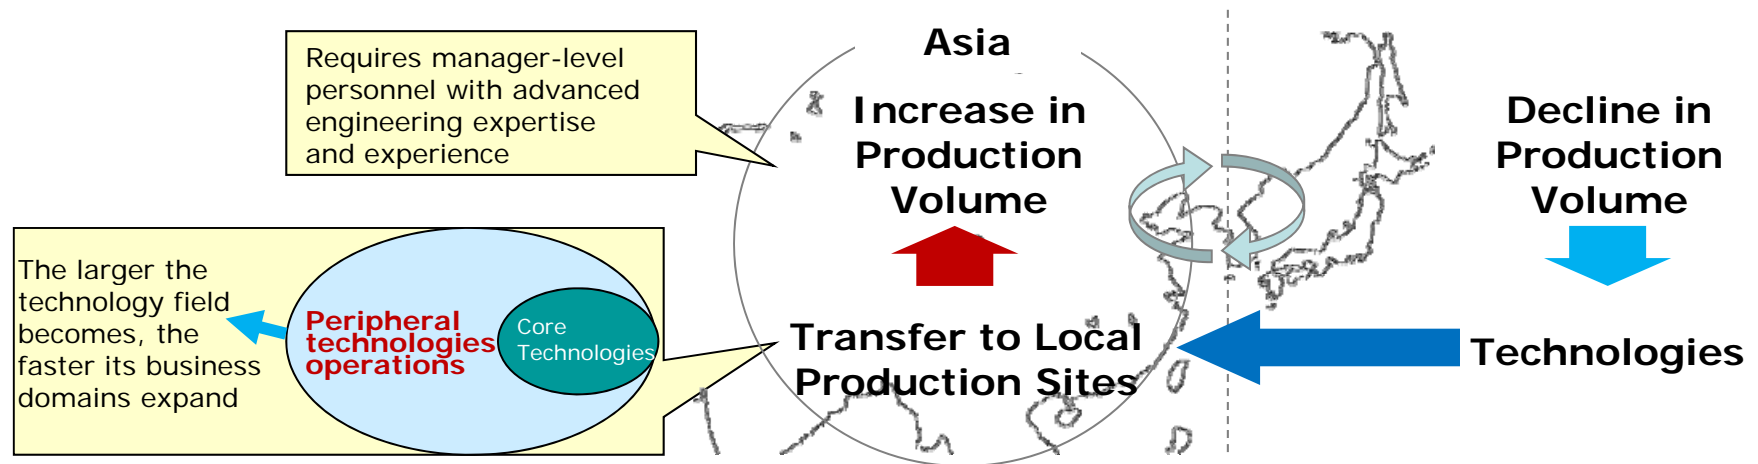 Requires manager-level
personnel with advanced
engineering expertise
and experience
The larger the
technology field
becomes, the
faster its business
domains expand
Peripheral
technologies
operations
Core
Technologies
Asia
Increase in
Production
Volume
Transfer to Local
Production Sites
Decline in
Production
Volume
Technologies